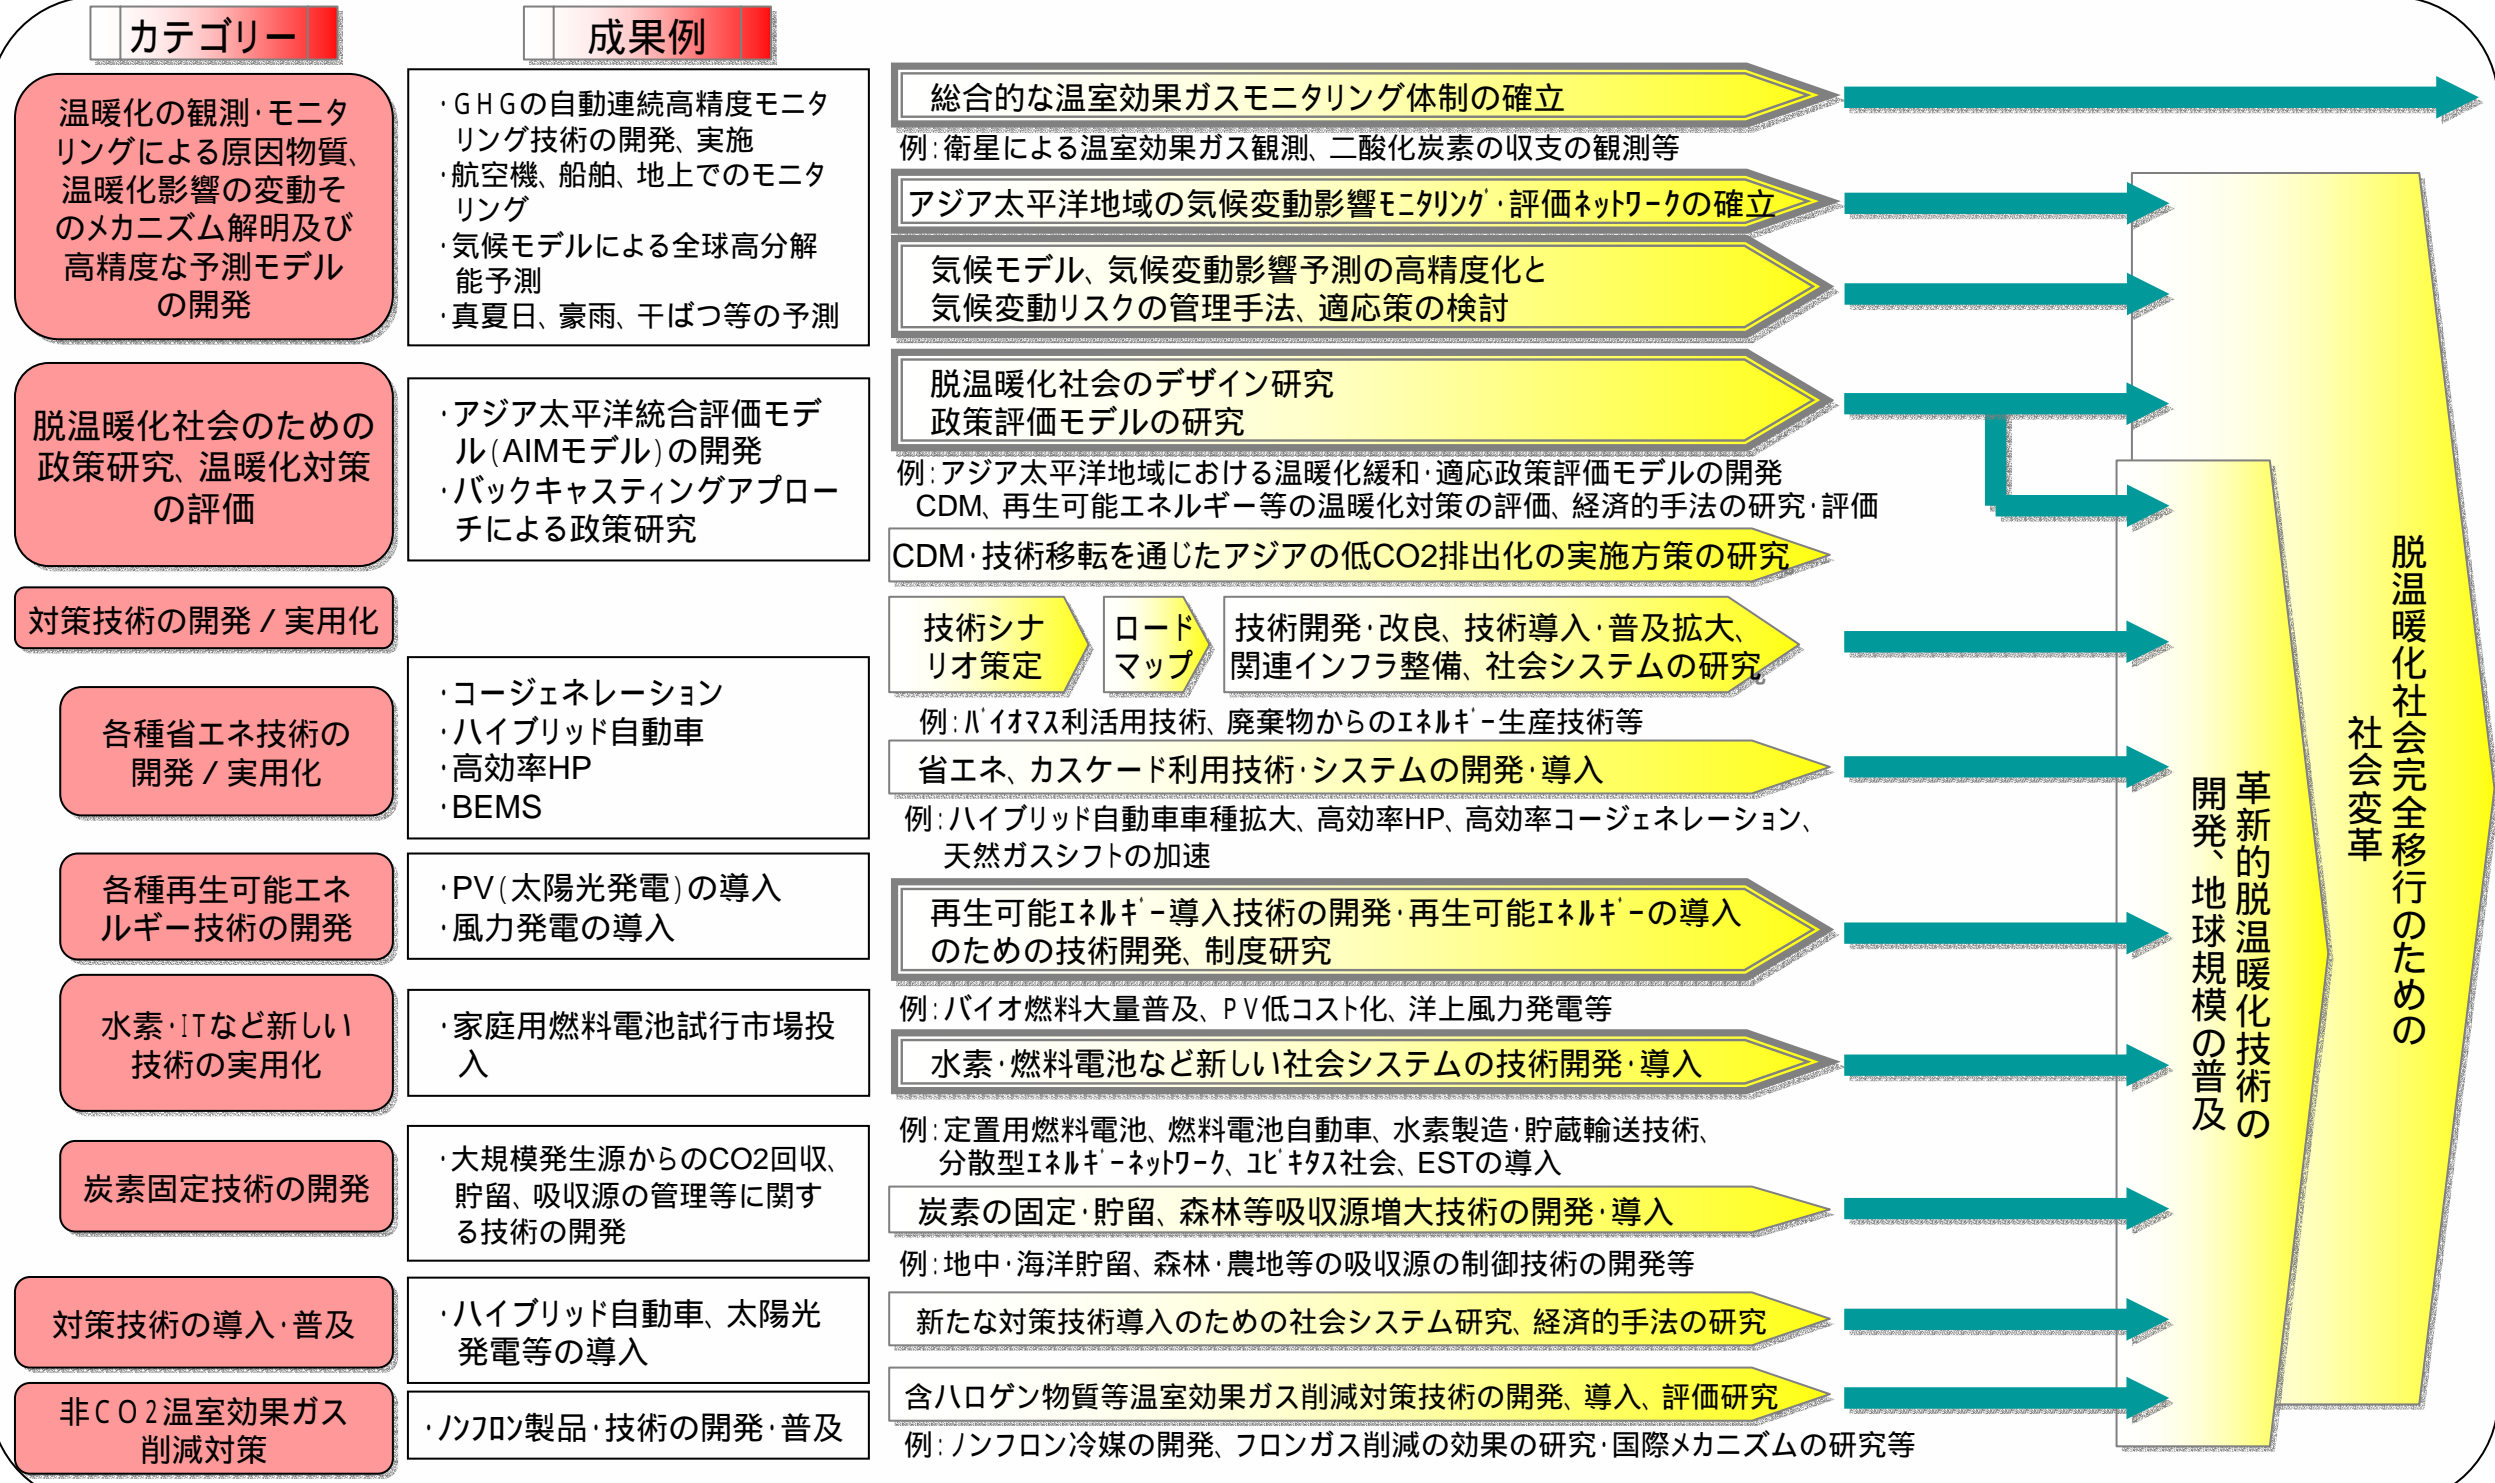 カテゴリー
成果例
温暖化の観測･モニタ
リングによる原因物質、
温暖化影響の変動そ
のメカニズム解明及び
高精度な予測モデル
の開発
･GHGの自動連続高精度モニタ
リング技術の開発、実施
･航空機、船舶、地上でのモニタ
リング
･気候モデルによる全球高分解
能予測
･真夏日、豪雨、干ばつ等の予測
総合的な温室効果ガスモニタリング体制の確立
例：衛星による温室効果ガス観測、二酸化炭素の収支の観測等
アジア太平洋地域の気候変動影響ﾓﾆﾀﾘﾝｸﾞ･評価ﾈｯﾄﾜｰｸの確立
気候モデル、気候変動影響予測の高精度化と
気候変動リスクの管理手法、適応策の検討
脱温暖化社会のための
政策研究、温暖化対策
の評価
･アジア太平洋統合評価モデ
ル(AIMモデル)の開発
･バックキャスティングアプロー
チによる政策研究
脱温暖化社会のデザイン研究
政策評価モデルの研究
例：アジア太平洋地域における温暖化緩和･適応政策評価モデルの開発
CDM、再生可能エネルギー等の温暖化対策の評価、経済的手法の研究･評価
CDM･技術移転を通じたアジアの低CO2排出化の実施方策の研究
対策技術の開発／実用化
技術シナ
リオ策定
ロード
マップ
技術開発･改良、技術導入･普及拡大、
関連インフラ整備、社会システムの研究
例：ﾊﾞｲｵﾏｽ利活用技術、廃棄物からのｴﾈﾙｷﾞｰ生産技術等
各種省エネ技術の
開発／実用化
･コージェネレーション
･ハイブリッド自動車
･高効率HP
･BEMS
省エネ、カスケード利用技術･システムの開発･導入
例：ハイブリッド自動車車種拡大、高効率HP、高効率コージェネレーション、
天然ガスシフトの加速
各種再生可能エネ
ルギー技術の開発
･PV(太陽光発電)の導入
･風力発電の導入
再生可能ｴﾈﾙｷﾞｰ導入技術の開発･再生可能ｴﾈﾙｷﾞｰの導入
のための技術開発、制度研究
例：バイオ燃料大量普及、PV低コスト化、洋上風力発電等
水素･ITなど新しい
技術の実用化
･家庭用燃料電池試行市場投
入
水素･燃料電池など新しい社会システムの技術開発･導入
例：定置用燃料電池、燃料電池自動車、水素製造･貯蔵輸送技術、
分散型ｴﾈﾙｷﾞｰﾈｯﾄﾜｰｸ、ﾕﾋﾞｷﾀｽ社会、ESTの導入
炭素固定技術の開発
･大規模発生源からのCO2回収、
貯留、吸収源の管理等に関す
る技術の開発
炭素の固定･貯留、森林等吸収源増大技術の開発･導入
例：地中･海洋貯留、森林･農地等の吸収源の制御技術の開発等
対策技術の導入･普及
･ハイブリッド自動車、太陽光
発電等の導入
新たな対策技術導入のための社会システム研究、経済的手法の研究
非CO2温室効果ガス
削減対策
･ﾉﾝﾌﾛﾝ製品･技術の開発･普及
含ハロゲン物質等温室効果ガス削減対策技術の開発、導入、評価研究
例：ノンフロン冷媒の開発、フロンガス削減の効果の研究･国際メカニズムの研究等
革新的脱温暖化技術の
開発、地球規模の普及
脱温暖化社会完全移行のための
社会変革